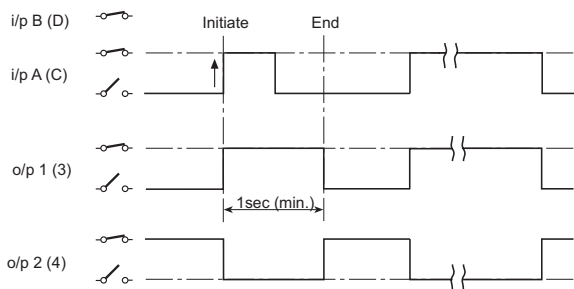 i/p B (D)
Initiate
End
i/p A (C)
o/p 1 (3)
1sec (min.)
o/p 2 (4)